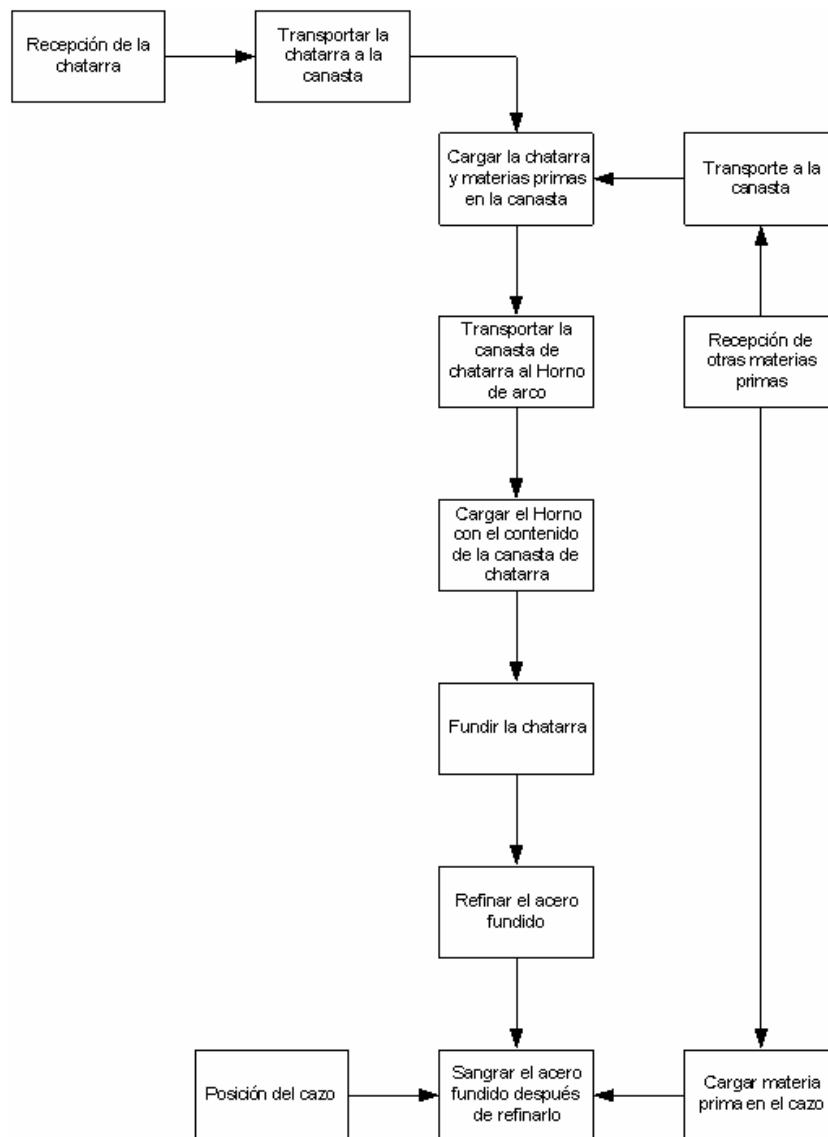 Recepción de la
chatarra
Transportar la
chatarra a la
canasta
Cargar la chatarra
y materias primas
en la canasta
Transporte a la
canasta
Transportar la
canasta de
chatarra al Horno
de arco
Recepción de
otras materias
primas
Cargar el Horno
con el contenido
de la canasta de
chatarra
Fundir la chatarra
Refinar el acero
fundido
Posición del cazo
Sangrar el acero
fundido después
de refinarlo
Cargar materia
prima en el cazo